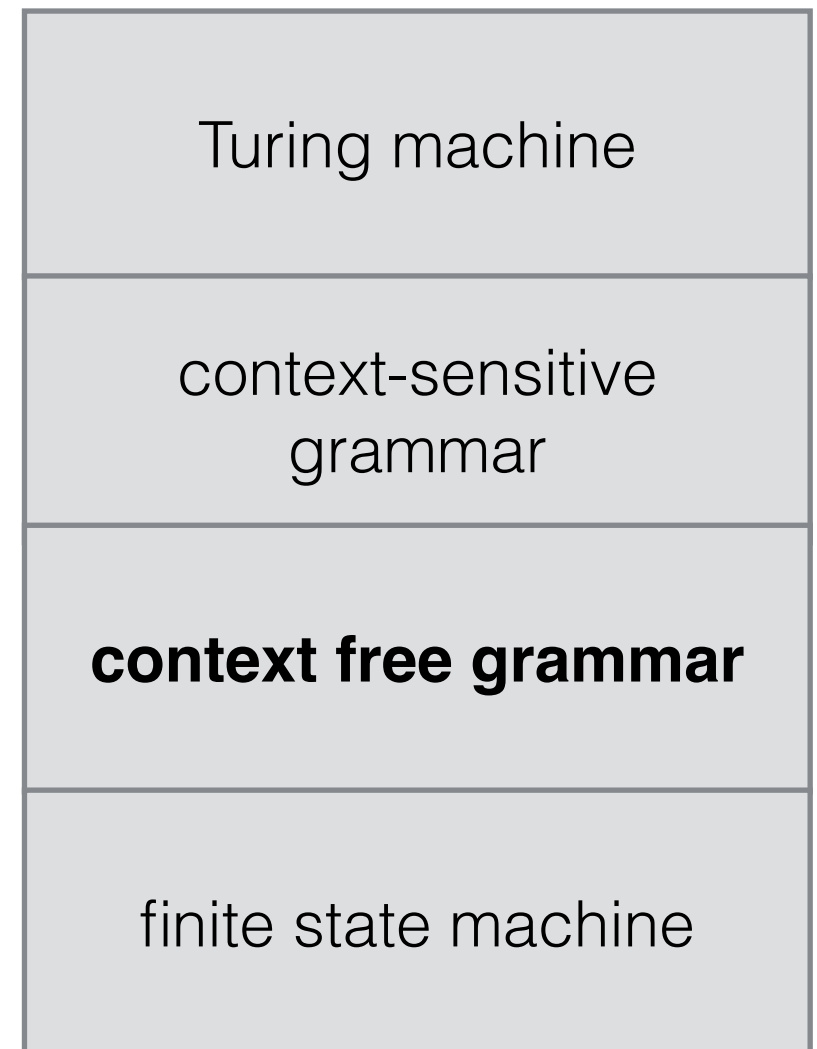 Turing machine
context-sensitive
grammar
context free grammar
finite state machine